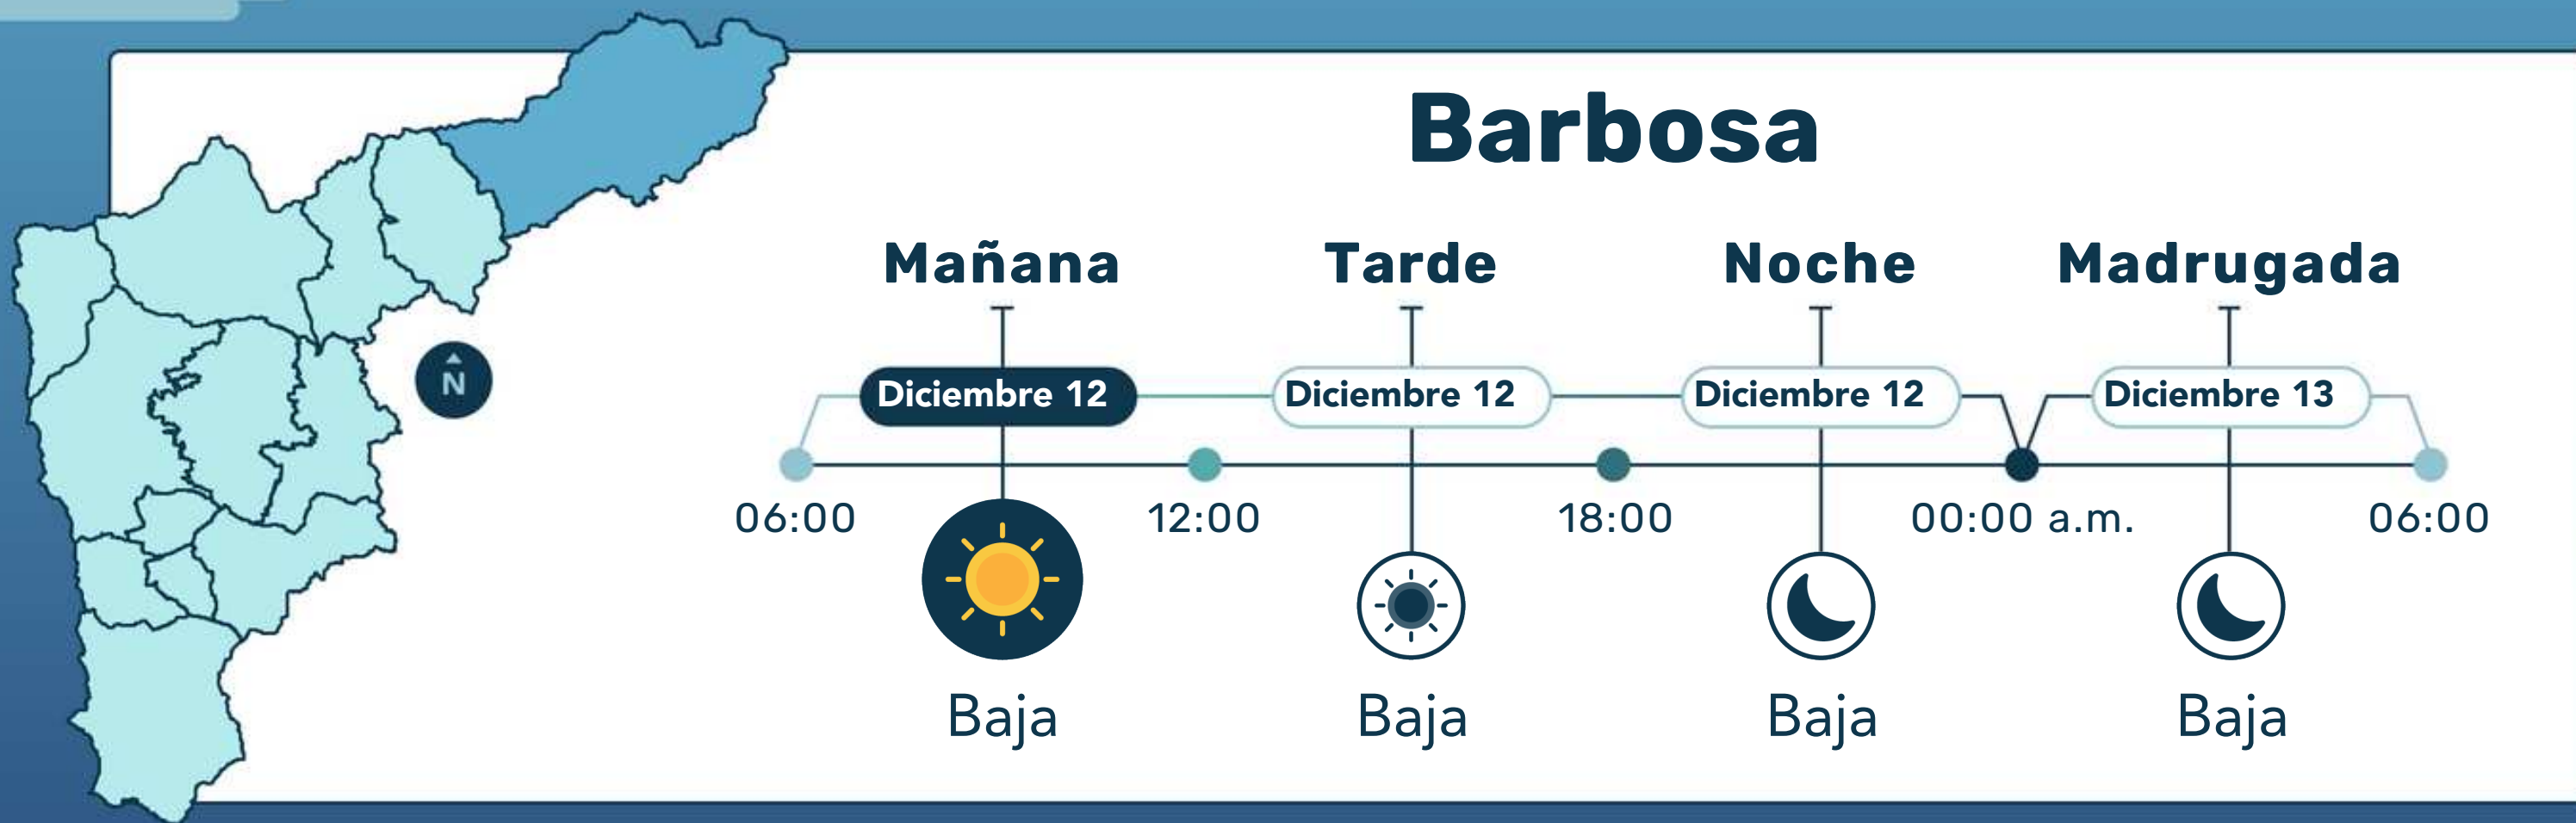 Barbosa
Mañana Tarde Noche Madrugada
N
Diciembre 12 Diciembre 12 Diciembre 12 Diciembre 13
06:00 12:00 18:00 00:00 a.m. 06:00
Baja Baja Baja Baja